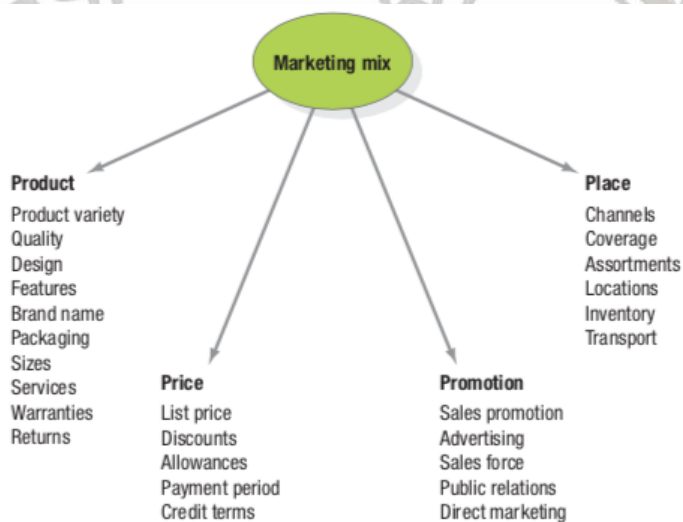 Marketing mix
Product
Product variety
Quality
Design
Features
Brand name
Packaging
Sizes
Services
Warranties
Returns
Price
List price
Discounts
Allowances
Payment period
Credit terms
Promotion
Sales promotion
Advertising
Sales force
Public relations
Direct marketing
Place
Channels
Coverage
Assortments
Locations
Inventory
Transport